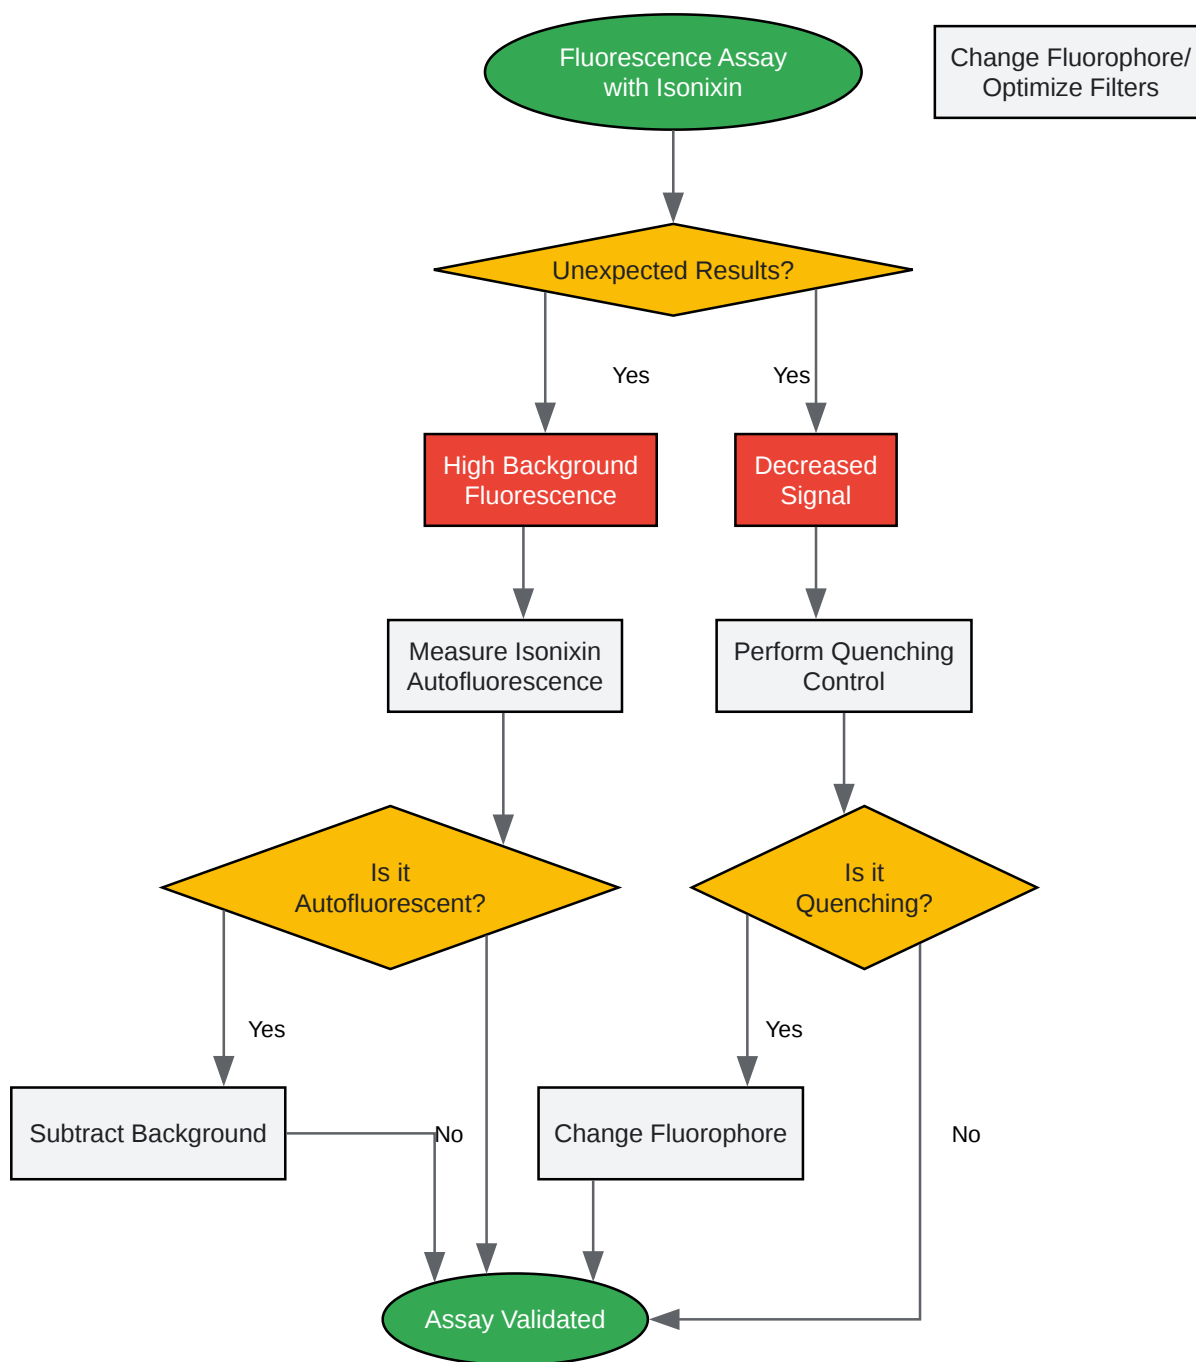 Fluorescence Assay
with Isonixin
Change Fluorophore/
Optimize Filters
Unexpected Results?
Yes
Yes
High Background
Fluorescence
Decreased
Signal
Measure Isonixin
Autofluorescence
Perform Quenching
Control
Is it
Autofluorescent?
Is it
Quenching?
Yes
Yes
Subtract Background
No
Change Fluorophore
No
Assay Validated